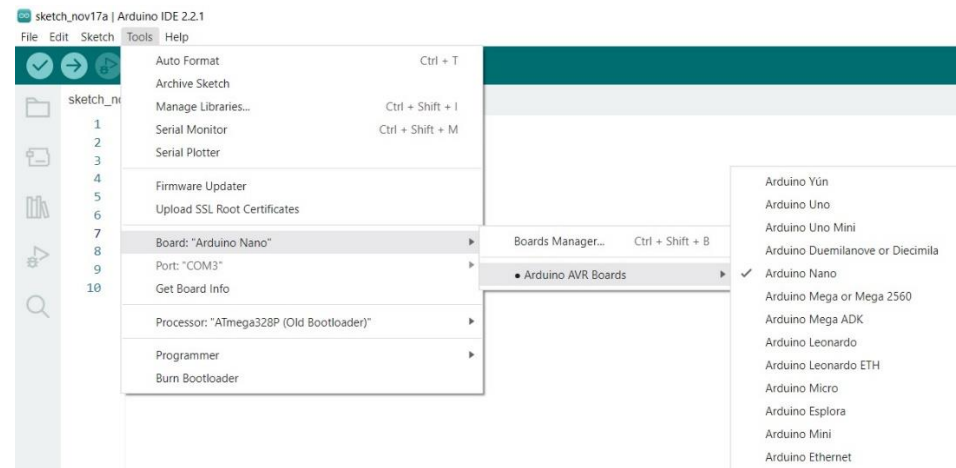 sketch_nov17a | Arduino IDE 2.2.1
File Edit Sketch Tools Help
sketch_no
1
2
3
4
5
6
7
8
9
10
Auto Format Ctrl + T
Archive Sketch
Manage Libraries... Ctrl + Shift + I
Serial Monitor Ctrl + Shift + M
Serial Plotter
Firmware Updater
Upload SSL Root Certificates
Board: "Arduino Nano"
Port: "COM3"
Get Board Info
Processor: "ATmega328P (Old Bootloader)"
Programmer
Burn Bootloader
Boards Manager... Ctrl + Shift + B
• Arduino AVR Boards
Arduino Yún
Arduino Uno
Arduino Uno Mini
Arduino Duemilanove or Diecimila
✓ Arduino Nano
Arduino Mega or Mega 2560
Arduino Mega ADK
Arduino Leonardo
Arduino Leonardo ETH
Arduino Micro
Arduino Esplora
Arduino Mini
Arduino Ethernet